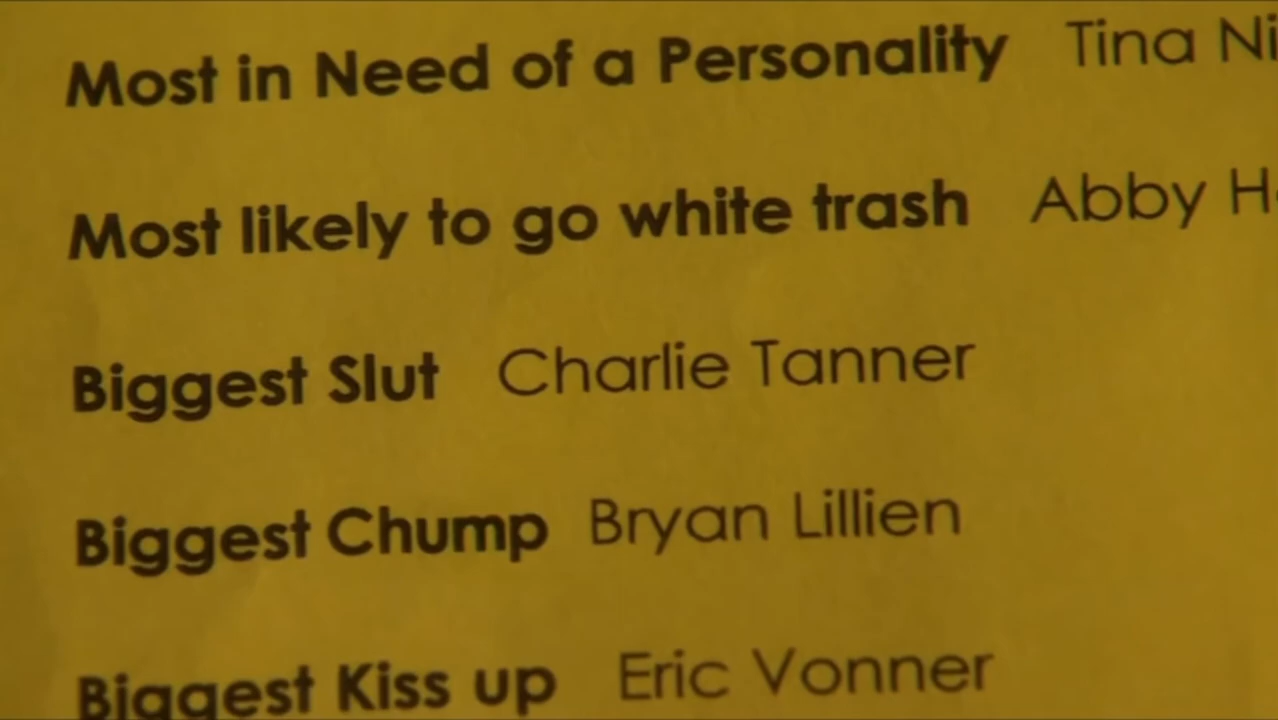 Most in Need of a Personality Tina
Most likely to go white trash Abby
Biggest Slut Charlie Tanner
Biggest Chump Bryan Lillien
Biggest Kiss up Eric Vonner